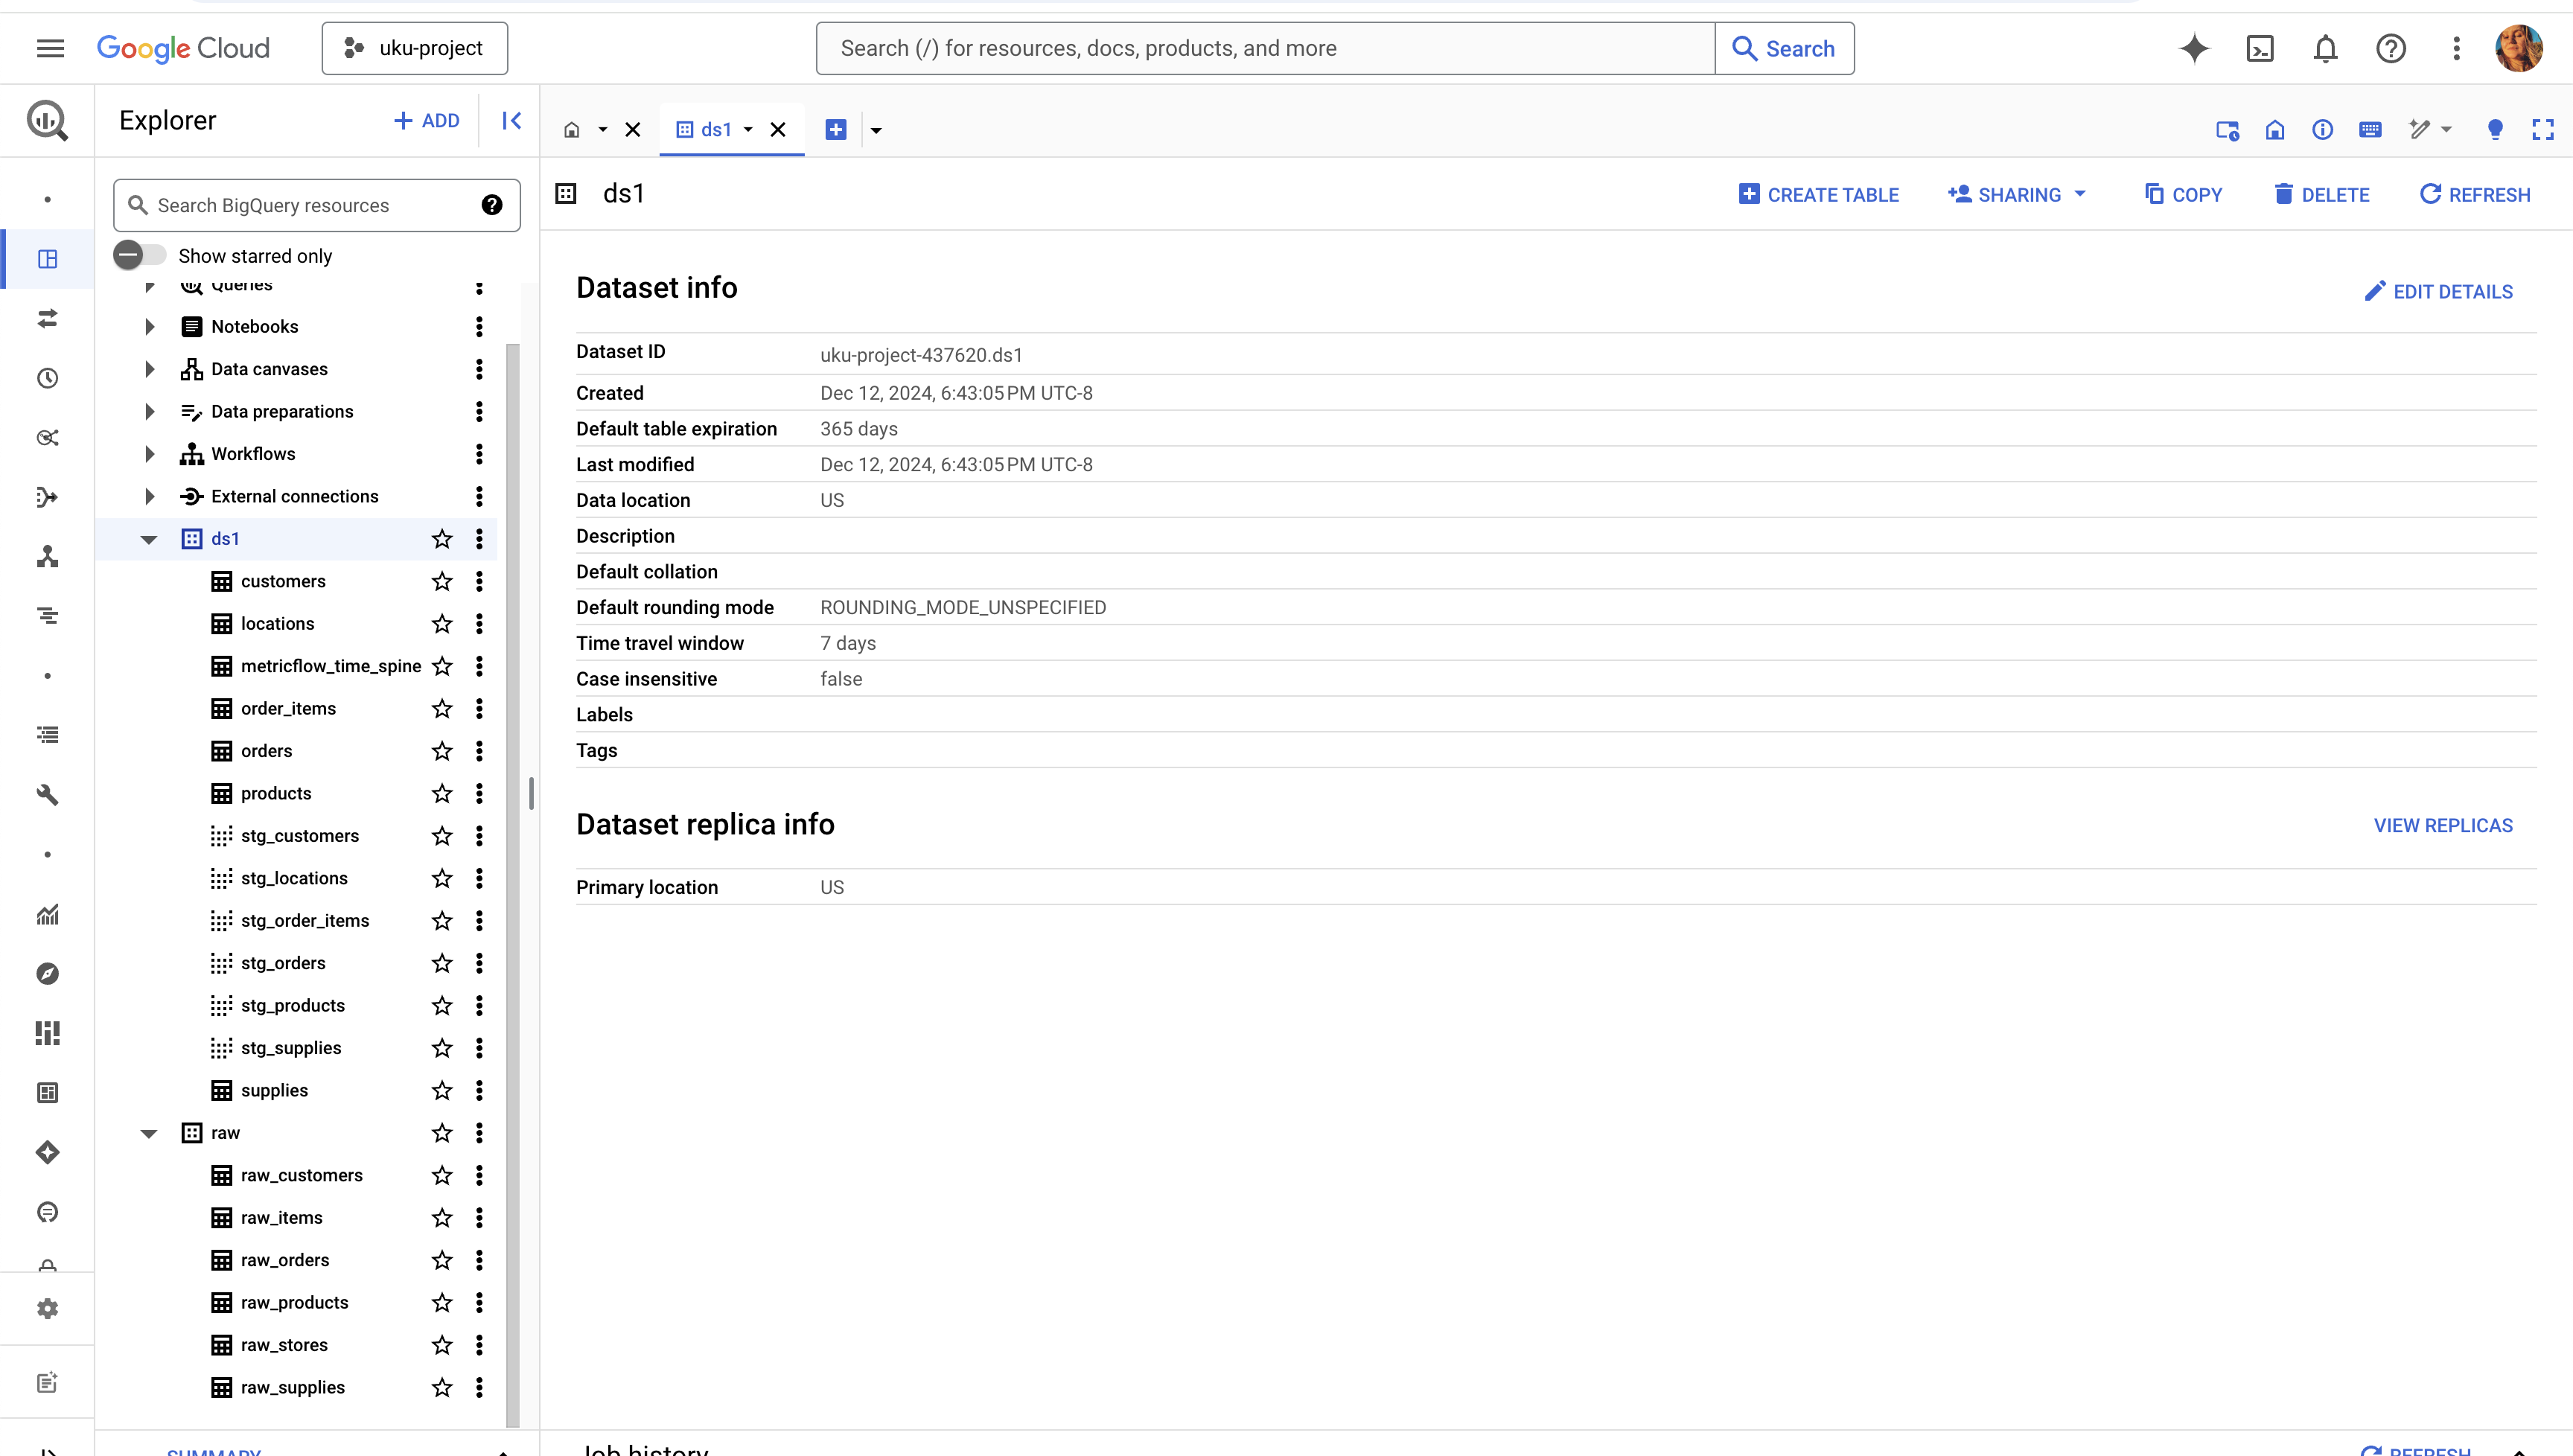 Google Cloud
uku-project
Search (/) for resources, docs, products, and more
Search
Explorer
ADD
ds1
Search BigQuery resources
Show starred only
Queries
Notebooks
Data canvases
Data preparations
Workflows
External connections
ds1
customers
locations
metricflow_time_spine
order_items
orders
products
stg_customers
stg_locations
stg_order_items
stg_orders
stg_products
stg_supplies
supplies
raw
raw_customers
raw_items
raw_orders
raw_products
raw_stores
raw_supplies
SUMMARY
ds1
CREATE TABLE
SHARING
COPY
DELETE
REFRESH
Dataset info
EDIT DETAILS
Dataset ID uku-project-437620.ds1
Created Dec 12, 2024, 6:43:05 PM UTC-8
Default table expiration 365 days
Last modified Dec 12, 2024, 6:43:05 PM UTC-8
Data location US
Description
Default collation
Default rounding mode ROUNDING_MODE_UNSPECIFIED
Time travel window 7 days
Case insensitive false
Labels
Tags
Dataset replica info
VIEW REPLICAS
Primary location US
Job history
REFRESH